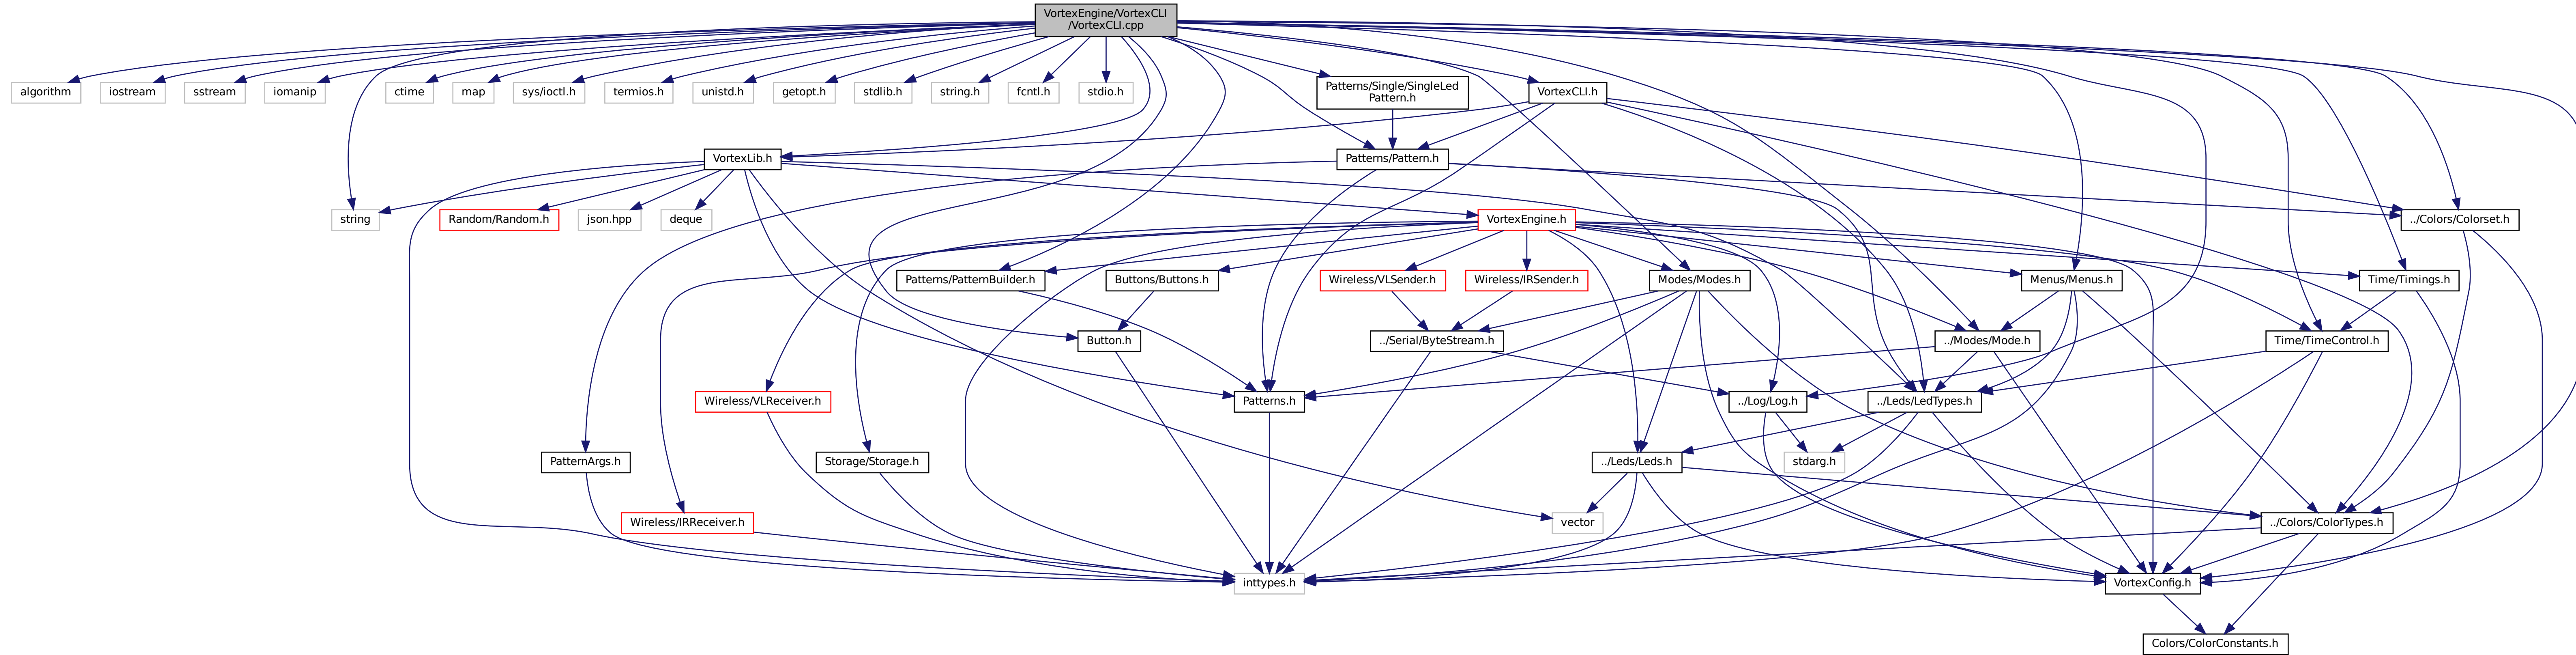 VortexEngine/VortexCLI
/VortexCLI.cpp
algorithm
iostream
sstream
iomanip
ctime
map
sys/ioctl.h
termios.h
unistd.h
getopt.h
stdlib.h
string.h
fcntl.h
stdio.h
Patterns/Single/SingleLed
Pattern.h
VortexCLI.h
VortexLib.h
Patterns/Pattern.h
string
Random/Random.h
json.hpp
deque
VortexEngine.h
../Colors/Colorset.h
Patterns/PatternBuilder.h
Buttons/Buttons.h
Wireless/VLSender.h
Wireless/IRSender.h
Modes/Modes.h
Menus/Menus.h
Time/Timings.h
Button.h
../Serial/ByteStream.h
../Modes/Mode.h
Time/TimeControl.h
Wireless/VLReceiver.h
Patterns.h
../Log/Log.h
../Leds/LedTypes.h
PatternArgs.h
Storage/Storage.h
../Leds/Leds.h
stdarg.h
Wireless/IRReceiver.h
vector
../Colors/ColorTypes.h
inttypes.h
VortexConfig.h
Colors/ColorConstants.h